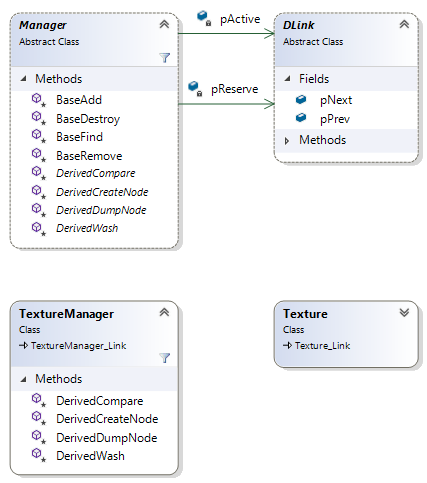 Manager
Abstract Class
Methods
BaseAdd
BaseDestroy
BaseFind
BaseRemove
DerivedCompare
DerivedCreateNode
DerivedDumpNode
DerivedWash
pActive
pReserve
DLink
Abstract Class
Fields
pNext
pPrev
Methods
TextureManager
Class
TextureManager_Link
Methods
DerivedCompare
DerivedCreateNode
DerivedDumpNode
DerivedWash
Texture
Class
Texture_Link